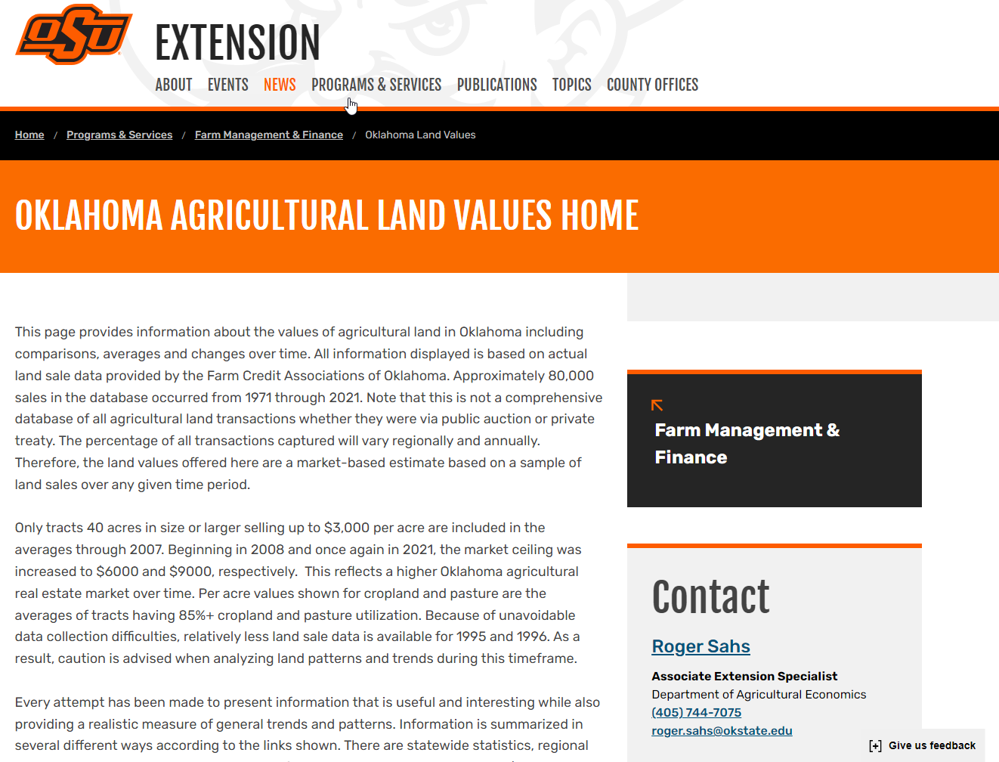 OSU
EXTENSION
ABOUT EVENTS NEWS PROGRAMS & SERVICES PUBLICATIONS TOPICS COUNTY OFFICES
Home / Programs & Services / Farm Management & Finance / Oklahoma Land Values
OKLAHOMA AGRICULTURAL LAND VALUES HOME
This page provides information about the values of agricultural land in Oklahoma including
comparisons, averages and changes over time. All information displayed is based on actual
land sale data provided by the Farm Credit Associations of Oklahoma. Approximately 80,000
sales in the database occurred from 1971 through 2021. Note that this is not a comprehensive
database of all agricultural land transactions whether they were via public auction or private
treaty. The percentage of all transactions captured will vary regionally and annually.
Therefore, the land values offered here are a market-based estimate based on a sample of
land sales over any given time period.
Only tracts 40 acres in size or larger selling up to $3,000 per acre are included in the
averages through 2007. Beginning in 2008 and once again in 2021, the market ceiling was
increased to $6000 and $9000, respectively.  This reflects a higher Oklahoma agricultural
real estate market over time. Per acre values shown for cropland and pasture are the
averages of tracts having 85%+ cropland and pasture utilization. Because of unavoidable
data collection difficulties, relatively less land sale data is available for 1995 and 1996. As a
result, caution is advised when analyzing land patterns and trends during this timeframe.
Every attempt has been made to present information that is useful and interesting while also
providing a realistic measure of general trends and patterns. Information is summarized in
several different ways according to the links shown. There are statewide statistics, regional
Farm Management &
Finance
Contact
Roger Sahs
Associate Extension Specialist
Department of Agricultural Economics
(405) 744-7075
roger.sahs@okstate.edu
[+] Give us feedback